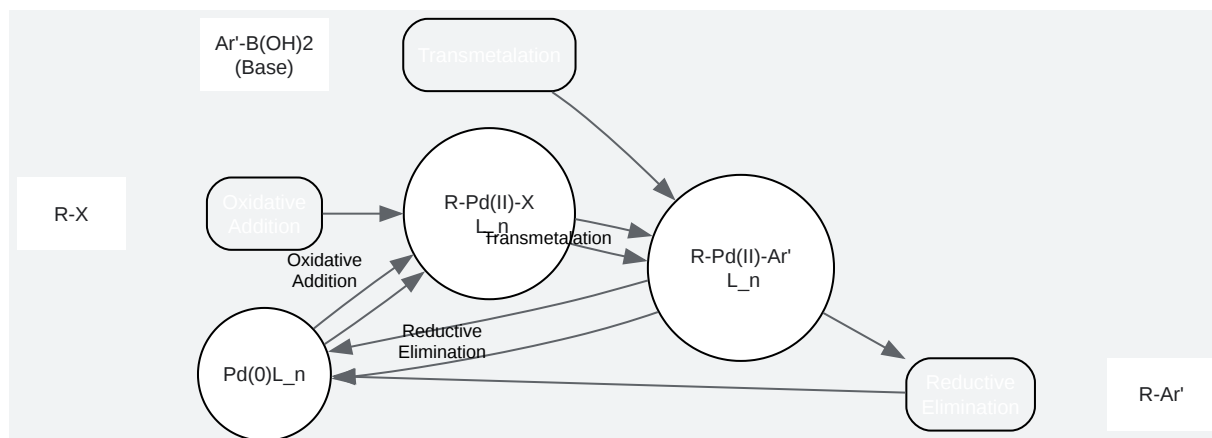 Ar'-B(OH)2
(Base)
Transmetalation
R-X
Oxidative
Addition
R-Pd(II)-X
L_n
Transmetalation
Oxidative
Addition
R-Pd(II)-Ar'
L_n
Reductive
Elimination
Pd(0)L_n
Reductive
Elimination
R-Ar'